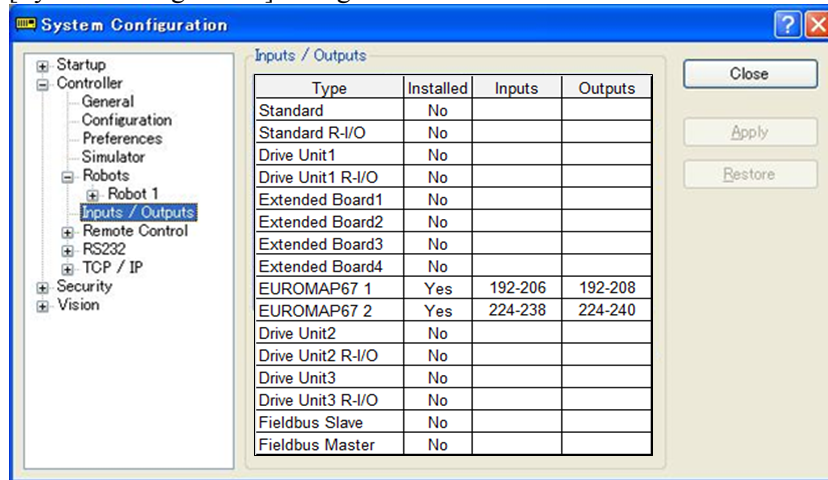 System Configuration
Startup
Controller
General
Configuration
Preferences
Simulator
Robots
Robot 1
Inputs / Outputs
Remote Control
RS232
TCP / IP
Security
Vision
Inputs / Outputs
Type Installed Inputs Outputs
Standard No
Standard R-I/O No
Drive Unit1 No
Drive Unit1 R-I/O No
Extended Board1 No
Extended Board2 No
Extended Board3 No
Extended Board4 No
EUROMAP67 1 Yes 192-206 192-208
EUROMAP67 2 Yes 224-238 224-240
Drive Unit2 No
Drive Unit2 R-I/O No
Drive Unit3 No
Drive Unit3 R-I/O No
Fieldbus Slave No
Fieldbus Master No
Close
Apply
Restore